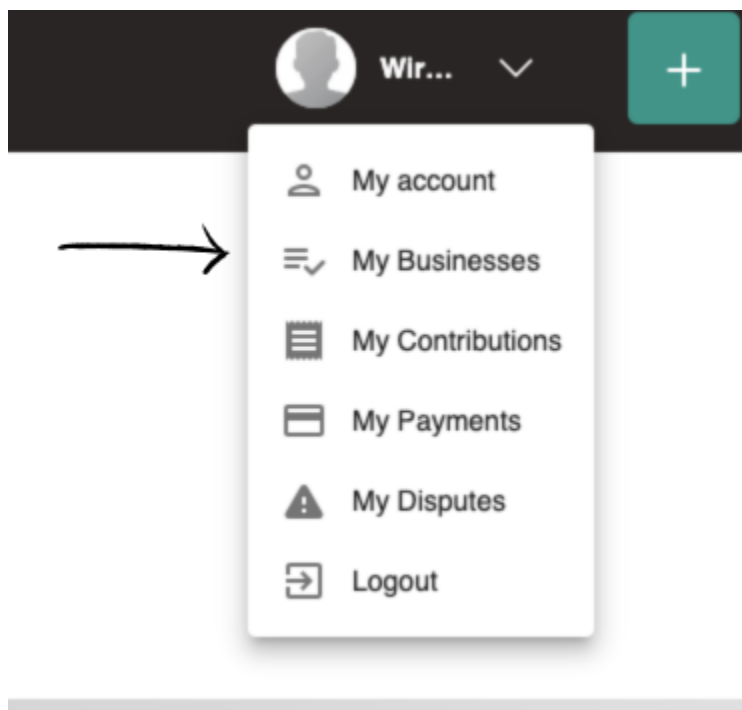 Wir...
My account
My Businesses
My Contributions
My Payments
My Disputes
Logout